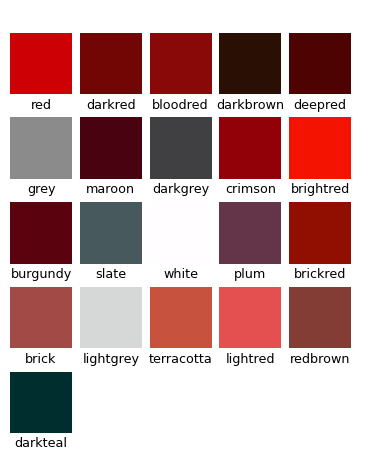 red darkred bloodred darkbrown deepred
grey maroon darkgrey crimson brightred
burgundy slate white plum brickred
brick lightgrey terracotta lightred redbrown
darkteal